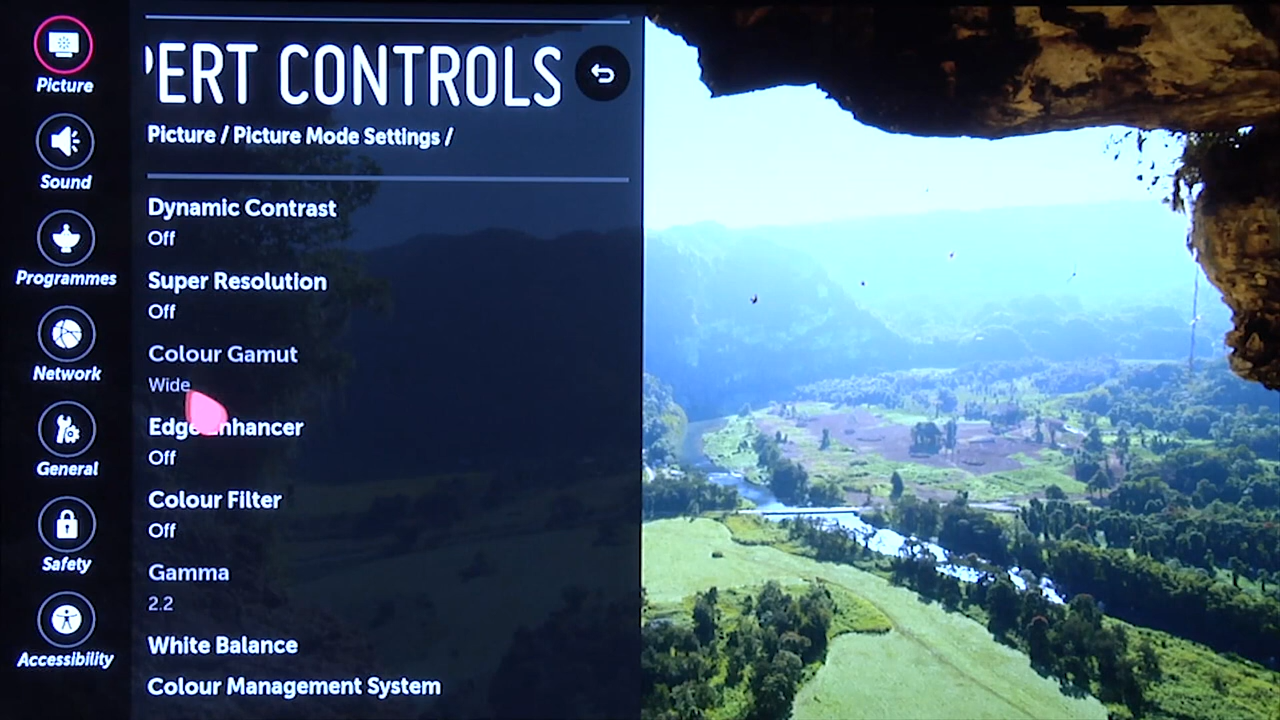 PERT CONTROLS
Picture / Picture Mode Settings /
Dynamic Contrast
Off
Super Resolution
Off
Colour Gamut
Wide
Edge Enhancer
Off
Colour Filter
Off
Gamma
2.2
White Balance
Colour Management System
Picture
Sound
Programmes
Network
General
Safety
Accessibility